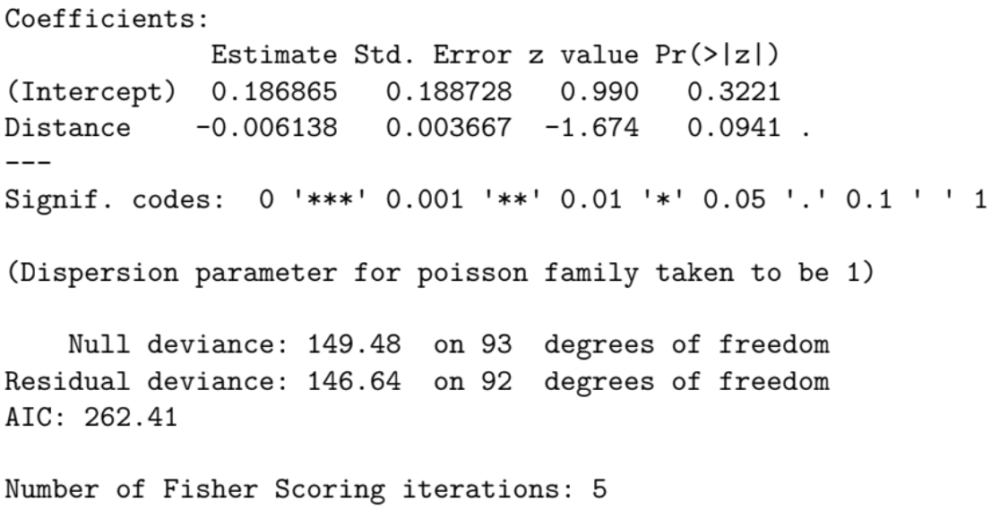 Coefficients:
             Estimate Std. Error z value Pr(>|z|)
(Intercept)  0.186865   0.188728   0.990   0.3221
Distance    -0.006138   0.003667  -1.674   0.0941 .
---
Signif. codes:  0 '***' 0.001 '**' 0.01 '*' 0.05 '.' 0.1 ' ' 1

(Dispersion parameter for poisson family taken to be 1)

    Null deviance: 149.48  on 93  degrees of freedom
Residual deviance: 146.64  on 92  degrees of freedom
AIC: 262.41

Number of Fisher Scoring iterations: 5